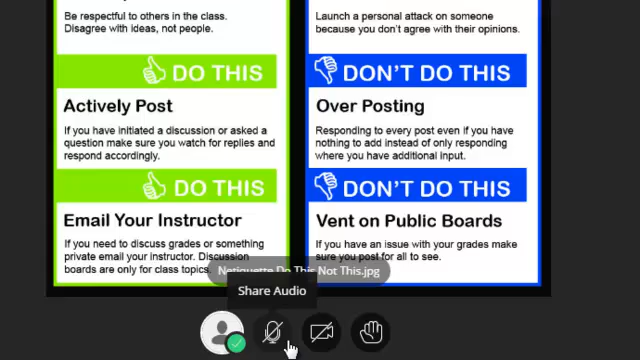 Be respectful to others in the class.
Disagree with ideas, not people.
DO THIS
Actively Post
If you have initiated a discussion or asked a
question make sure you watch for replies and
respond accordingly.
DO THIS
Email Your Instructor
If you need to discuss grades or something
private email your instructor. Discussion
boards are only for class topics.
Launch a personal attack on someone
because you don't agree with their opinions.
DON'T DO THIS
Over Posting
Responding to every post even if you have
nothing to add instead of only responding
where you have additional input.
DON'T DO THIS
Vent on Public Boards
If you have an issue with your grades make
sure you post for all to see.
Netiquette Do This Not This.jpg
Share Audio